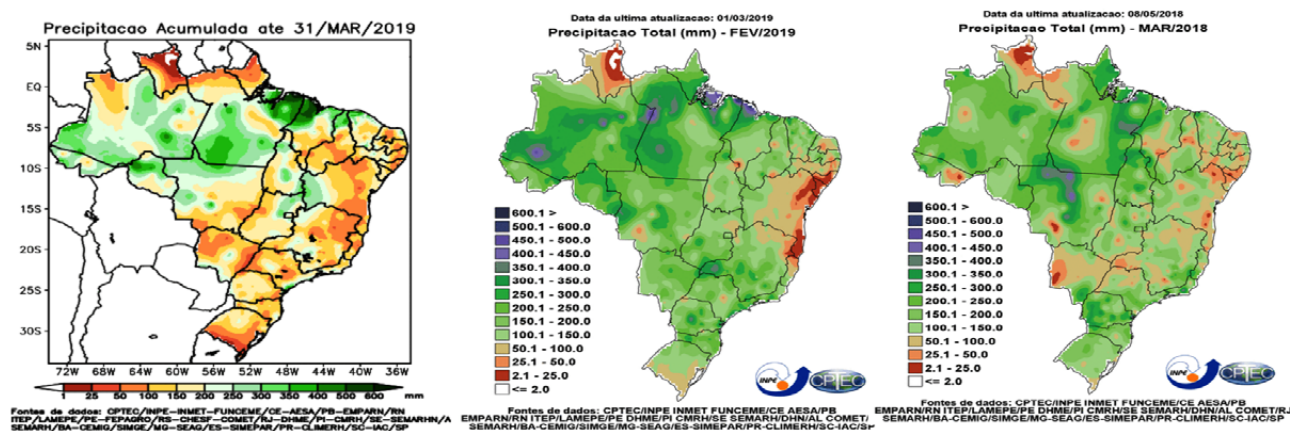 Precipitacao Acumulada ate 31/MAR/2019
5N
EQ
5S
10S
15S
20S
25S
30S
72W 68W 64W 60W 56W 52W 48W 44W 40W 36W
1 25 50 100 150 200 250 300 350 400 500 600 mm
Fontes de dados: CPTEC/INPE-INMET-FUNCEME/CE-AESA/PB-EMPARN/RN
ITEP/LAMEPE/PE-FEPAGRO/RS-CHESF-COMET/RJ-DHME/PI-CMRH/SE-SEMARHN/A
SEMARH/BA-CEMIG/SIMGE/MG-SEAG/ES-SIMEPAR/PR-CLIMERH/SC-IAC/SP
Data da ultima atualizacao: 01/03/2019
Precipitacao Total (mm) - FEV/2019
600.1 >
500.1 - 600.0
450.1 - 500.0
400.1 - 450.0
350.1 - 400.0
300.1 - 350.0
250.1 - 300.0
200.1 - 250.0
150.1 - 200.0
100.1 - 150.0
50.1 - 100.0
25.1 - 50.0
2.1 - 25.0
<= 2.0
INPE
CPTEC
Fontes de dados: CPTEC/INPE INMET FUNCEME/CE AESA/PB
EMPARN/RN ITEP/LAMEPE/PE DHME/PI CMRH/SE SEMARH/DHN/AL COMET/
SEMARH/BA-CEMIG/SIMGE/MG-SEAG/ES-SIMEPAR/PR-CLIMERH/SC-IAC/SP
Data da ultima atualizacao: 08/05/2018
Precipitacao Total (mm) - MAR/2018
600.1 >
500.1 - 600.0
450.1 - 500.0
400.1 - 450.0
350.1 - 400.0
300.1 - 350.0
250.1 - 300.0
200.1 - 250.0
150.1 - 200.0
100.1 - 150.0
50.1 - 100.0
25.1 - 50.0
2.1 - 25.0
<= 2.0
INPE
CPTEC
Fontes de dados: CPTEC/INPE INMET FUNCEME/CE AESA/PB
EMPARN/RN ITEP/LAMEPE/PE DHME/PI CMRH/SE SEMARH/DHN/AL COMET/RJ
SEMARH/BA-CEMIG/SIMGE/MG-SEAG/ES-SIMEPAR/PR-CLIMERH/SC-IAC/SP